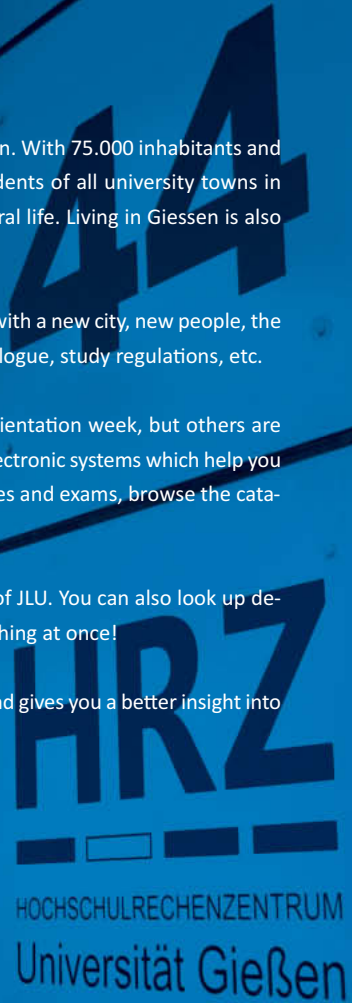 44
n. With 75.000 inhabitants and
dents of all university towns in
ral life. Living in Giessen is also
with a new city, new people, the
logue, study regulations, etc.
ientation week, but others are
ectronic systems which help you
es and exams, browse the cata-
of JLU. You can also look up de-
hing at once!
nd gives you a better insight into
HRZ
HOCHSCHULRECHENZENTRUM
Universität Gießen